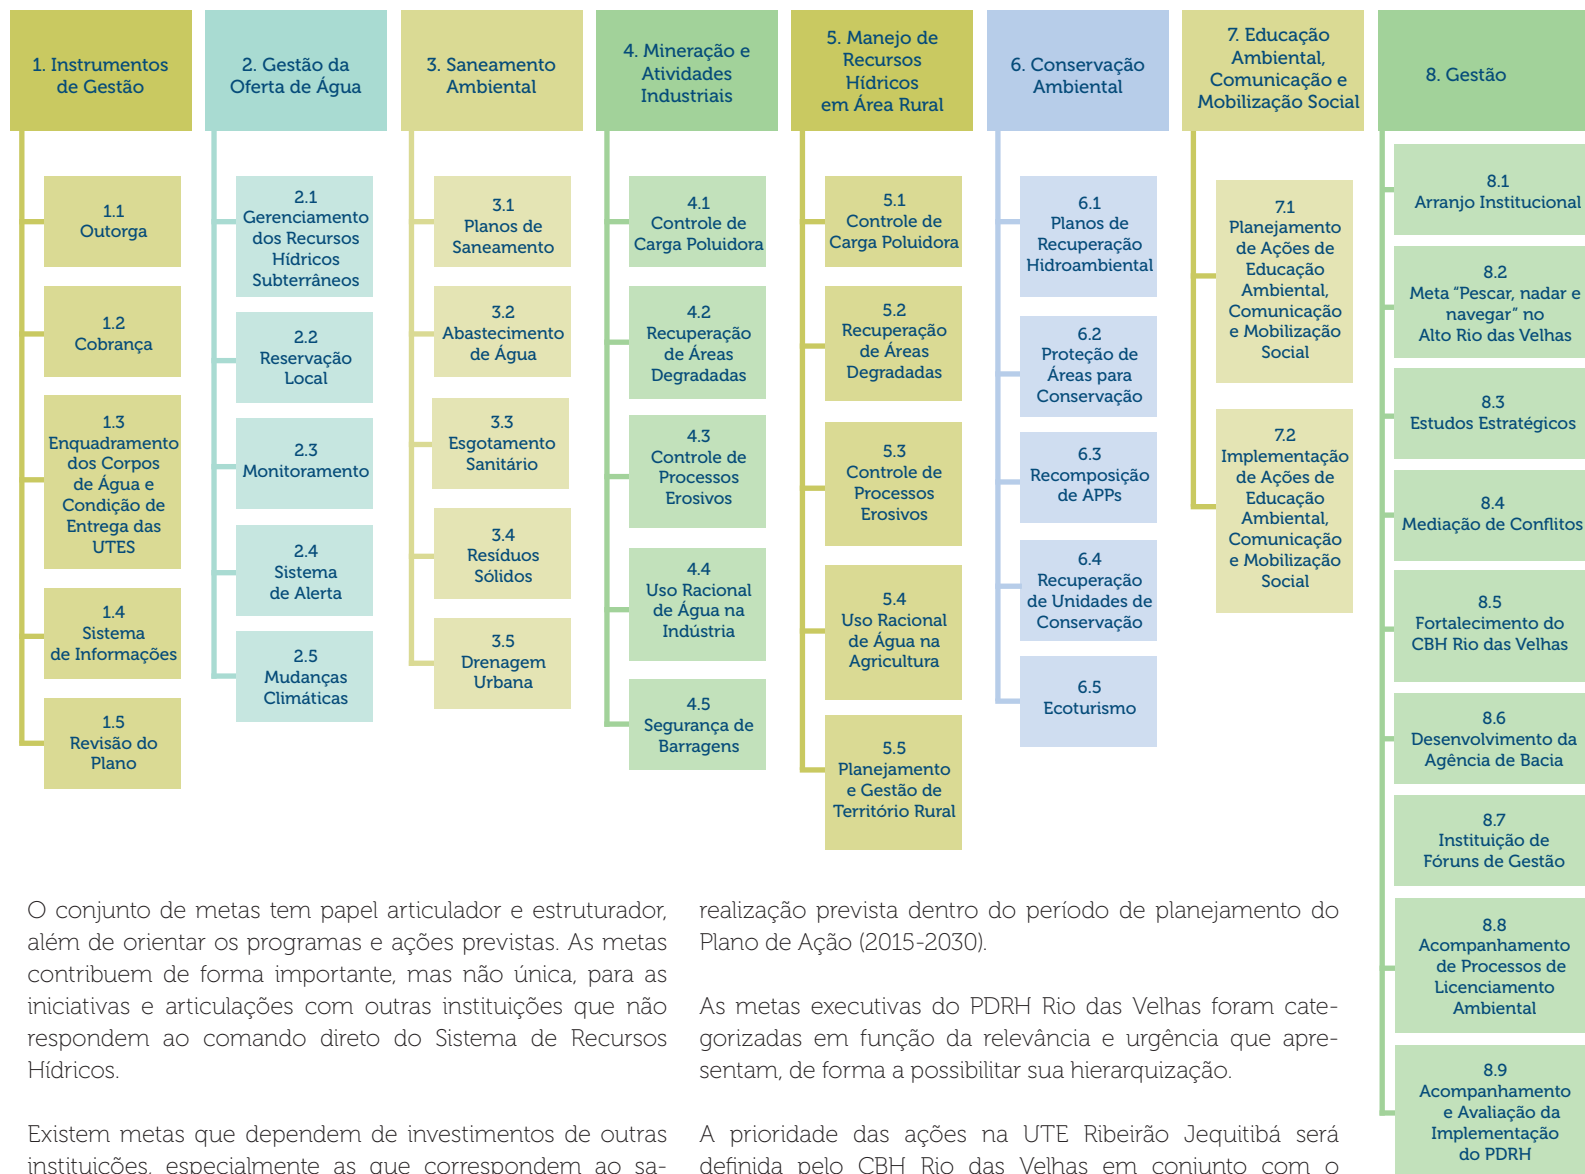 1. Instrumentos
de Gestão
1.1
Outorga
1.2
Cobrança
1.3
Enquadramento
dos Corpos
de Água e
Condição de
Entrega das
UTES
1.4
Sistema
de Informações
1.5
Revisão do
Plano
2. Gestão da
Oferta de Água
2.1
Gerenciamento
dos Recursos
Hídricos
Subterrâneos
2.2
Reservação
Local
2.3
Monitoramento
2.4
Sistema
de Alerta
2.5
Mudanças
Climáticas
3. Saneamento
Ambiental
3.1
Planos de
Saneamento
3.2
Abastecimento
de Água
3.3
Esgotamento
Sanitário
3.4
Resíduos
Sólidos
3.5
Drenagem
Urbana
4. Mineração e
Atividades
Industriais
4.1
Controle de
Carga Poluidora
4.2
Recuperação
de Áreas
Degradadas
4.3
Controle de
Processos
Erosivos
4.4
Uso Racional
de Água na
Indústria
4.5
Segurança de
Barragens
5. Manejo de
Recursos
Hídricos
em Área Rural
5.1
Controle de
Carga Poluidora
5.2
Recuperação
de Áreas
Degradadas
5.3
Controle de
Processos
Erosivos
5.4
Uso Racional
de Água na
Agricultura
5.5
Planejamento
e Gestão de
Território Rural
6. Conservação
Ambiental
6.1
Planos de
Recuperação
Hidroambiental
6.2
Proteção de
Áreas para
Conservação
6.3
Recomposição
de APPs
6.4
Recuperação
de Unidades de
Conservação
6.5
Ecoturismo
7. Educação
Ambiental,
Comunicação e
Mobilização Social
7.1
Planejamento
de Ações de
Educação
Ambiental,
Comunicação
e Mobilização
Social
7.2
Implementação
de Ações de
Educação
Ambiental,
Comunicação
e Mobilização
Social
8. Gestão
8.1
Arranjo Institucional
8.2
Meta “Pescar, nadar e
navegar” no
Alto Rio das Velhas
8.3
Estudos Estratégicos
8.4
Mediação de Conflitos
8.5
Fortalecimento do
CBH Rio das Velhas
8.6
Desenvolvimento da
Agência de Bacia
8.7
Instituição de
Fóruns de Gestão
8.8
Acompanhamento
de Processos de
Licenciamento
Ambiental
8.9
Acompanhamento
e Avaliação da
Implementação
do PDRH
O conjunto de metas tem papel articulador e estruturador,
além de orientar os programas e ações previstas. As metas
contribuem de forma importante, mas não única, para as
iniciativas e articulações com outras instituições que não
respondem ao comando direto do Sistema de Recursos
Hídricos.
Existem metas que dependem de investimentos de outras
instituições, especialmente as que correspondem ao sa-
realização prevista dentro do período de planejamento do
Plano de Ação (2015-2030).
As metas executivas do PDRH Rio das Velhas foram cate-
gorizadas em função da relevância e urgência que apre-
sentam, de forma a possibilitar sua hierarquização.
A prioridade das ações na UTE Ribeirão Jequitibá será
definida pelo CBH Rio das Velhas em conjunto com o